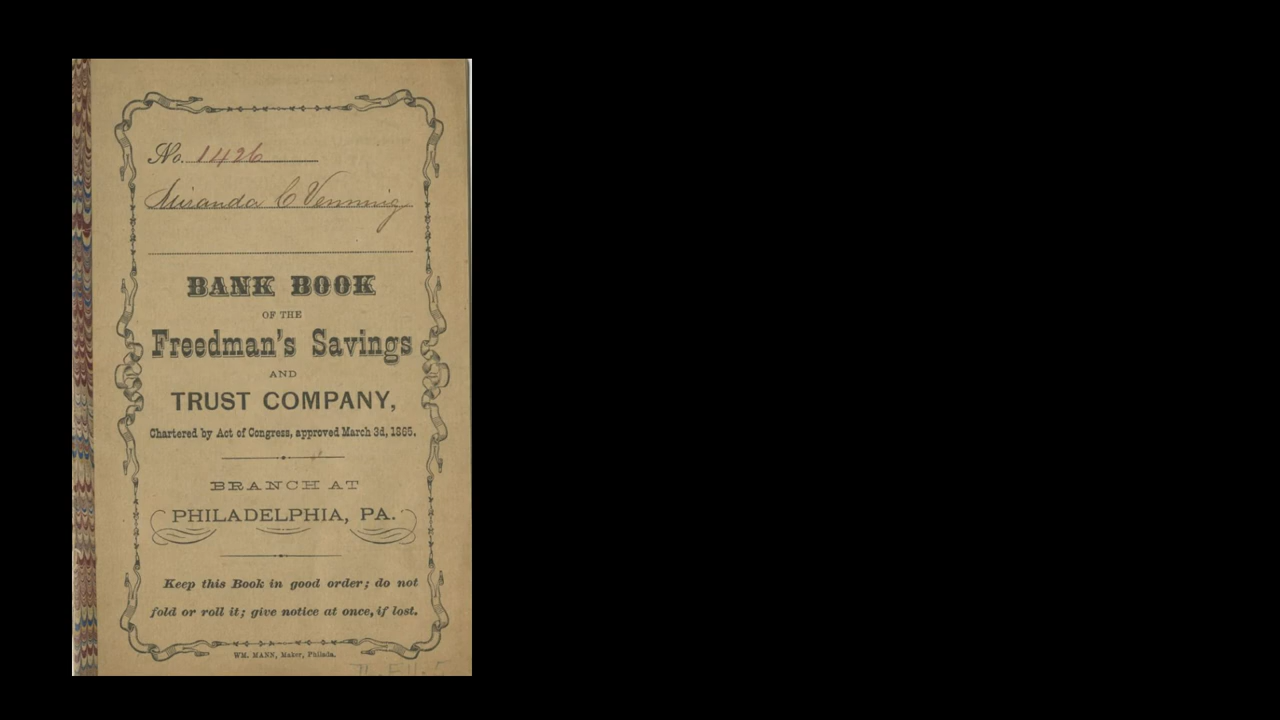 No. 1426
Miranda C Venning
BANK BOOK
OF THE
Freedman's Savings
AND
TRUST COMPANY,
Chartered by Act of Congress, approved March 3d, 1865.
BRANCH AT
PHILADELPHIA, PA.
Keep this Book in good order; do not
fold or roll it; give notice at once, if lost.
WM. MANN, Maker, Philada.